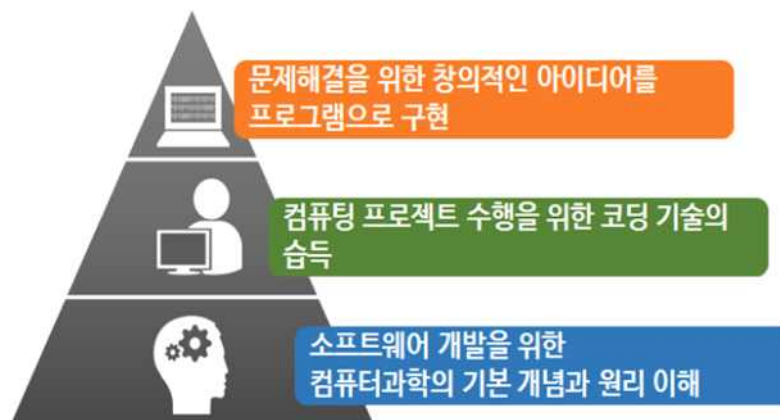 문제해결을 위한 창의적인 아이디어를
프로그램으로 구현
컴퓨팅 프로젝트 수행을 위한 코딩 기술의
습득
소프트웨어 개발을 위한
컴퓨터과학의 기본 개념과 원리 이해